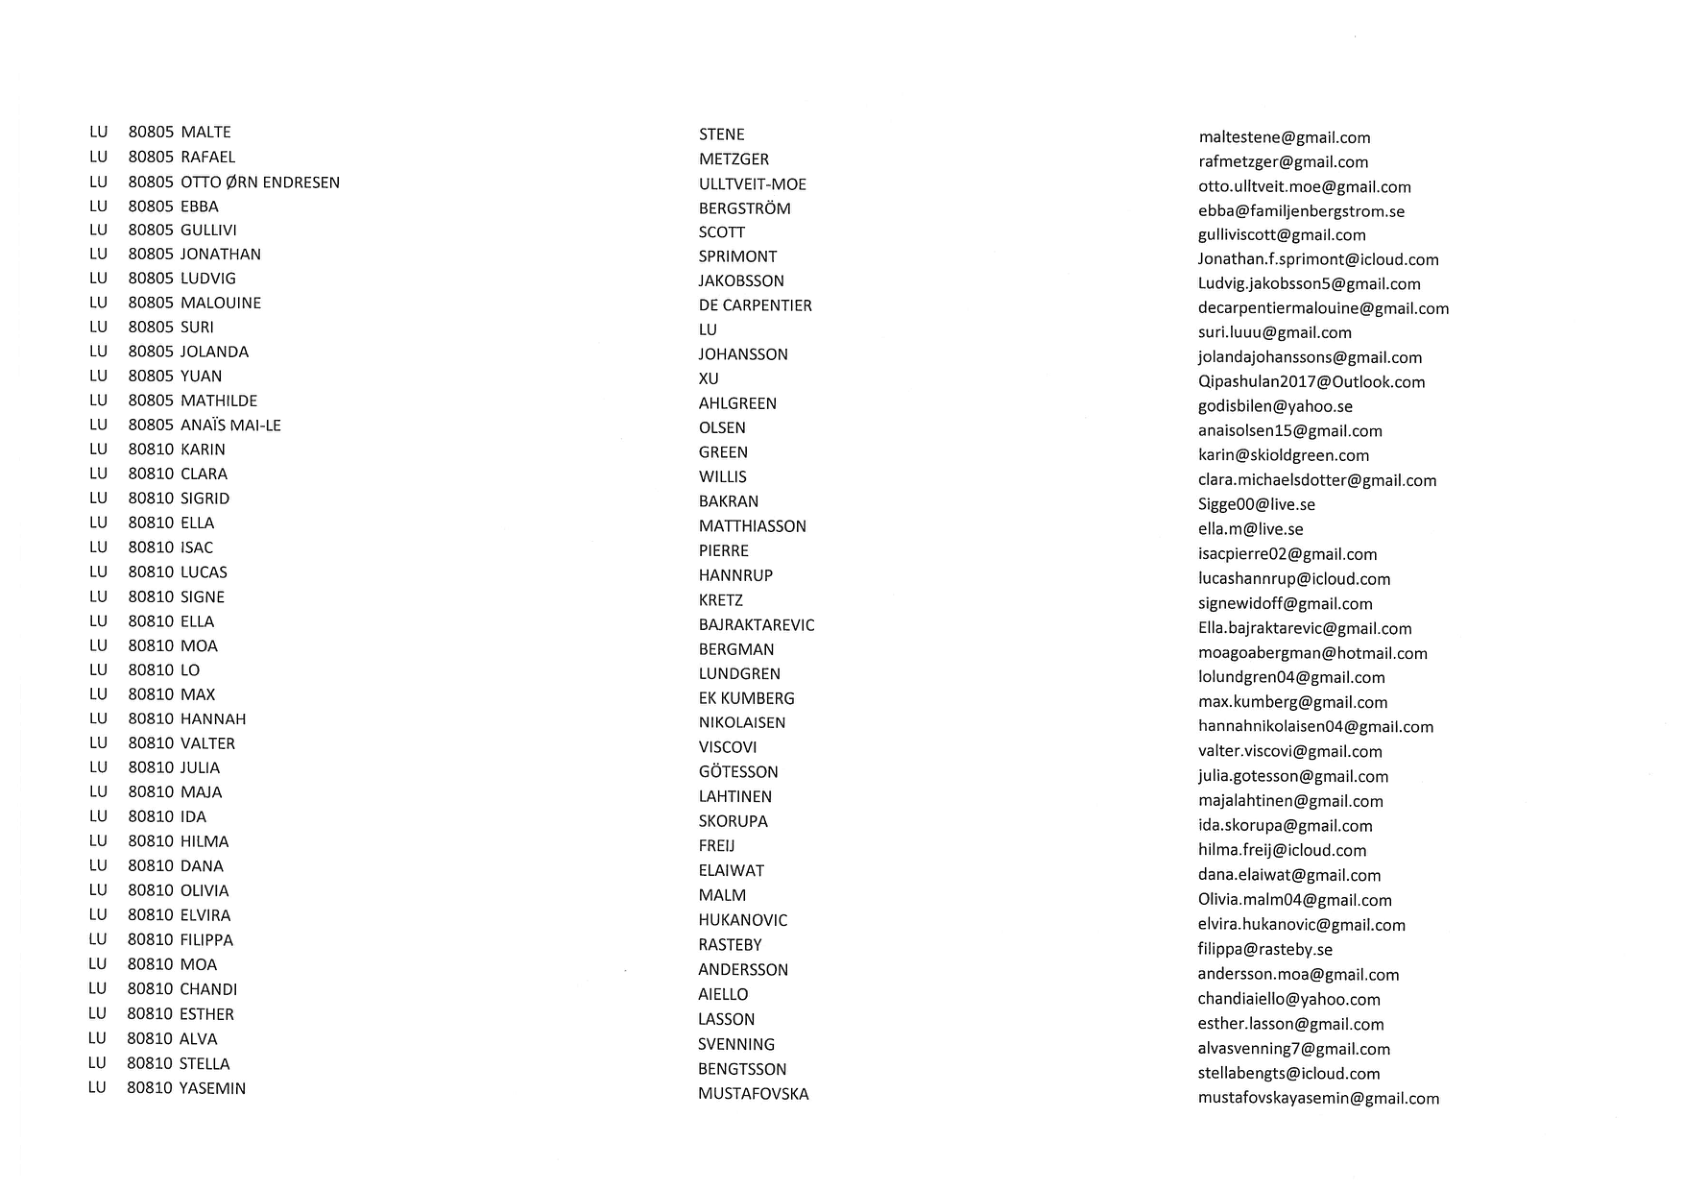 LU 80805 MALTE STENE maltestene@gmail.com
LU 80805 RAFAEL METZGER rafmetzger@gmail.com
LU 80805 OTTO ØRN ENDRESEN ULLTVEIT-MOE otto.ulltveit.moe@gmail.com
LU 80805 EBBA BERGSTRÖM ebba@familjenbergstrom.se
LU 80805 GULLIVI SCOTT gulliviscott@gmail.com
LU 80805 JONATHAN SPRIMONT Jonathan.f.sprimont@icloud.com
LU 80805 LUDVIG JAKOBSSON Ludvig.jakobsson5@gmail.com
LU 80805 MALOUINE DE CARPENTIER decarpentiermalouine@gmail.com
LU 80805 SURI LU suri.luuu@gmail.com
LU 80805 JOLANDA JOHANSSON jolandajohanssons@gmail.com
LU 80805 YUAN XU Qipashulan2017@Outlook.com
LU 80805 MATHILDE AHLGREEN godisbilen@yahoo.se
LU 80805 ANAÏS MAI-LE OLSEN anaisolsen15@gmail.com
LU 80810 KARIN GREEN karin@skioldgreen.com
LU 80810 CLARA WILLIS clara.michaelsdotter@gmail.com
LU 80810 SIGRID BAKRAN Sigge00@live.se
LU 80810 ELLA MATTHIASSON ella.m@live.se
LU 80810 ISAC PIERRE isacpierre02@gmail.com
LU 80810 LUCAS HANNRUP lucashannrup@icloud.com
LU 80810 SIGNE KRETZ signewidoff@gmail.com
LU 80810 ELLA BAJRAKTAREVIC Ella.bajraktarevic@gmail.com
LU 80810 MOA BERGMAN moagoabergman@hotmail.com
LU 80810 LO LUNDGREN lolundgren04@gmail.com
LU 80810 MAX EK KUMBERG max.kumberg@gmail.com
LU 80810 HANNAH NIKOLAISEN hannahnikolaisen04@gmail.com
LU 80810 VALTER VISCOVI valter.viscovi@gmail.com
LU 80810 JULIA GÖTESSON julia.gotesson@gmail.com
LU 80810 MAJA LAHTINEN majalahtinen@gmail.com
LU 80810 IDA SKORUPA ida.skorupa@gmail.com
LU 80810 HILMA FREIJ hilma.freij@icloud.com
LU 80810 DANA ELAIWAT dana.elaiwat@gmail.com
LU 80810 OLIVIA MALM Olivia.malm04@gmail.com
LU 80810 ELVIRA HUKANOVIC elvira.hukanovic@gmail.com
LU 80810 FILIPPA RASTEBY filippa@rasteby.se
LU 80810 MOA ANDERSSON andersson.moa@gmail.com
LU 80810 CHANDI AIELLO chandiaiello@yahoo.com
LU 80810 ESTHER LASSON esther.lasson@gmail.com
LU 80810 ALVA SVENNING alvasvenning7@gmail.com
LU 80810 STELLA BENGTSSON stellabengts@icloud.com
LU 80810 YASEMIN MUSTAFOVSKA mustafovskayasemin@gmail.com